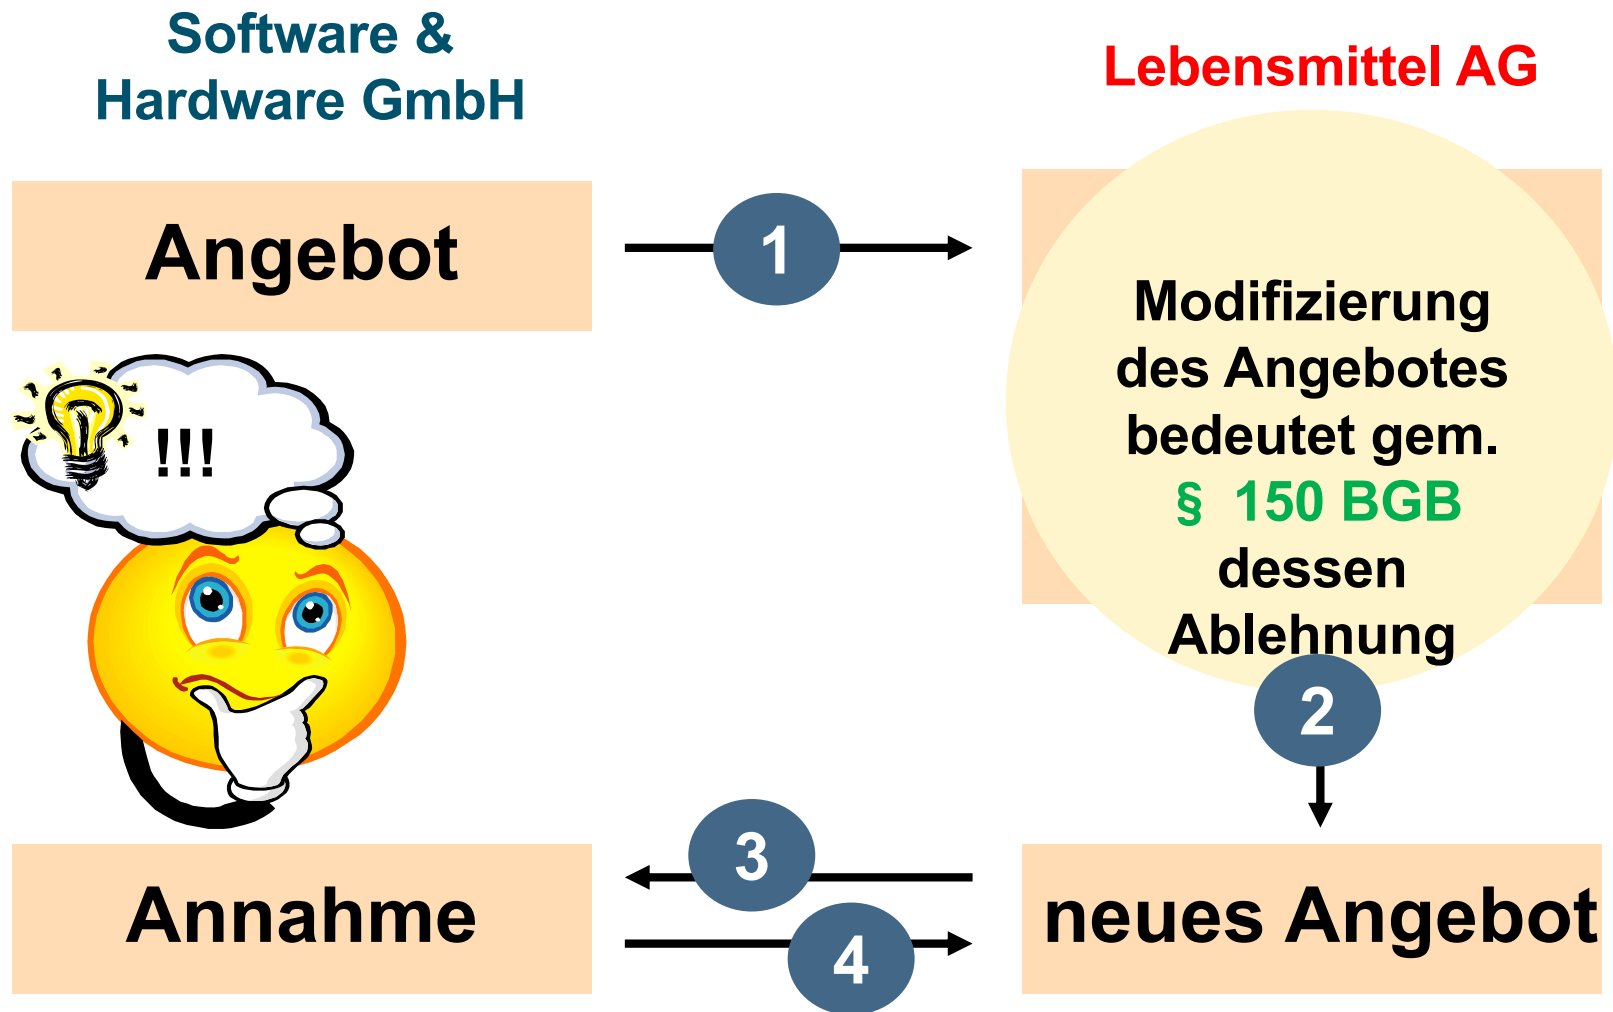 Software &
Hardware GmbH
Lebensmittel AG
Angebot
1
Modifizierung
des Angebotes
bedeutet gem.
§ 150 BGB
dessen
Ablehnung
!!!
2
3
Annahme
neues Angebot
4